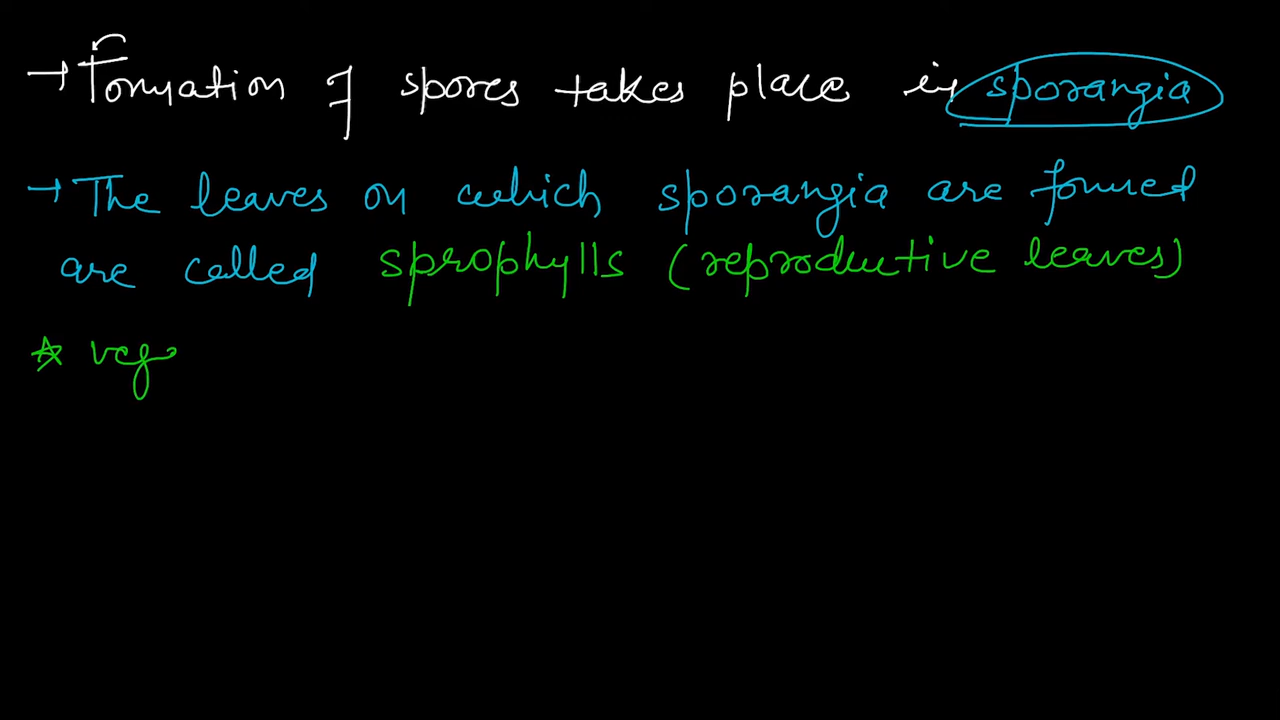 → Formation of spores takes place in sporangia
→ The leaves on which sporangia are formed
are called sprophylls (reproductive leaves)
☆ veg